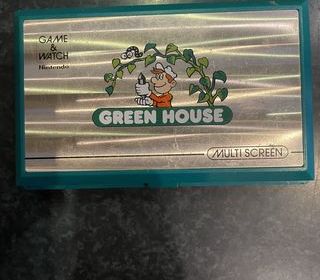 GAME
&
WATCH
Nintendo
GREEN HOUSE
MULTI SCREEN